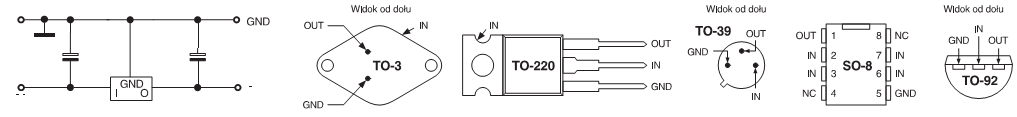 GND
GND
I O
Widok od dołu
OUT
IN
TO-3
GND
IN
TO-220
OUT
IN
GND
Widok od dołu
TO-39
OUT
GND
IN
OUT 1 8 NC
IN 2 7 IN
SO-8
IN 3 6 IN
NC 4 5 GND
Widok od dołu
IN
GND OUT
TO-92